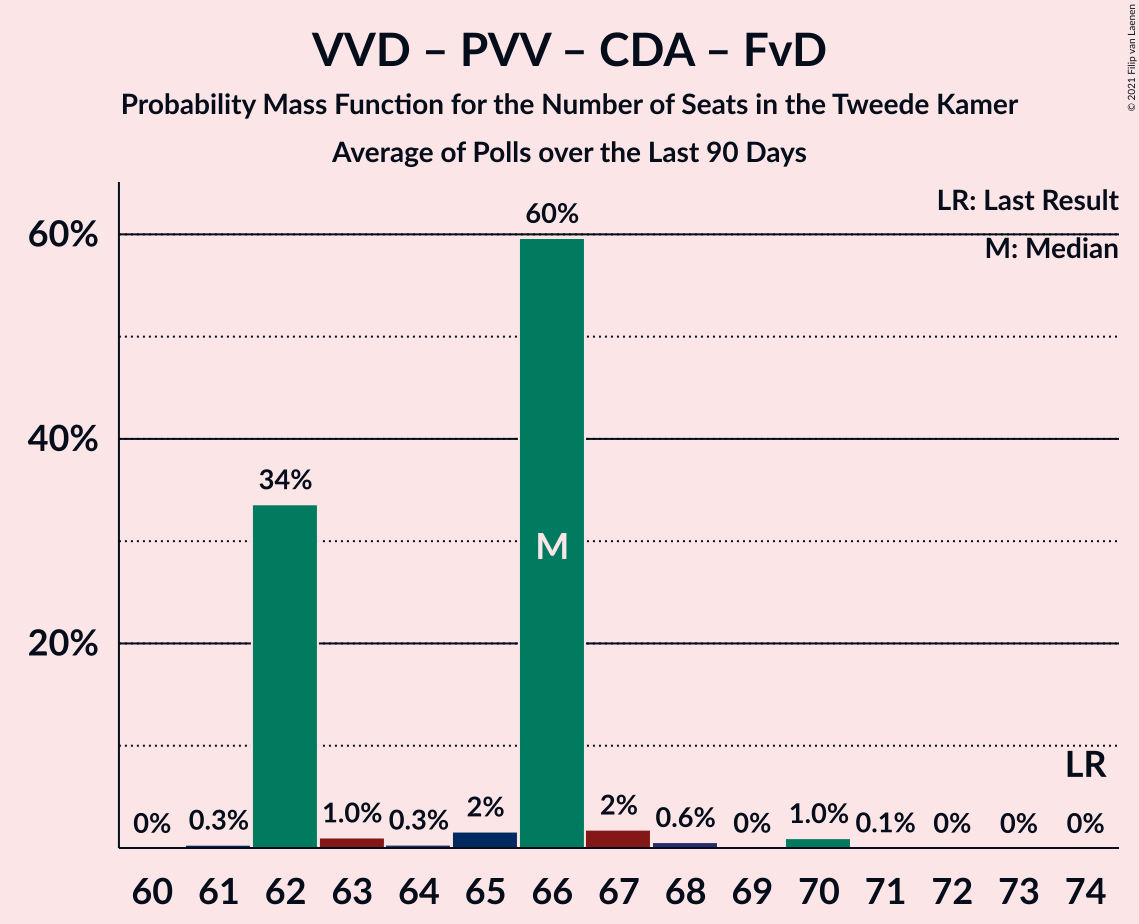 VVD – PVV – CDA – FvD
Probability Mass Function for the Number of Seats in the Tweede Kamer
Average of Polls over the Last 90 Days
© 2021 Filip van Laenen
LR: Last Result
M: Median
60%
40%
20%
0%
0.3%
34%
1.0%
0.3%
2%
60%
M
2%
0.6%
0%
1.0%
0.1%
0%
0%
0%
LR
60 61 62 63 64 65 66 67 68 69 70 71 72 73 74